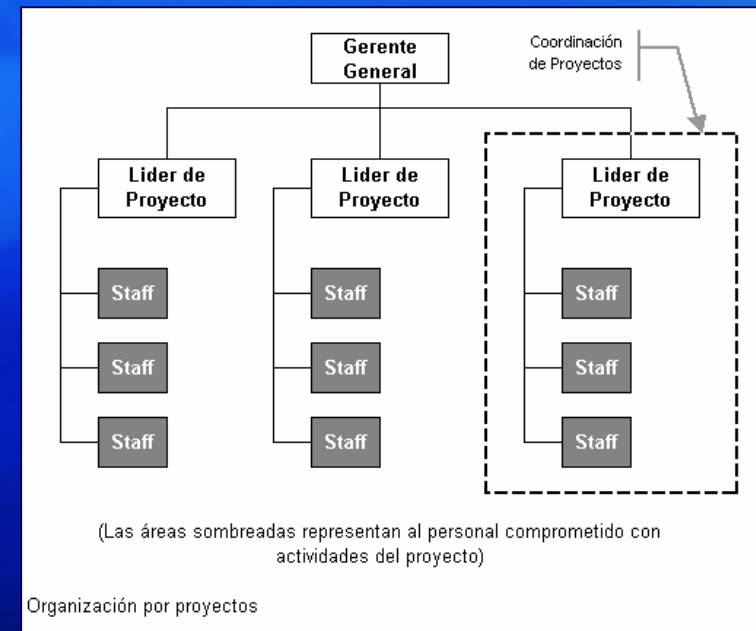 Gerente
General
Coordinación
de Proyectos
Lider de
Proyecto
Lider de
Proyecto
Lider de
Proyecto
Staff
Staff
Staff
Staff
Staff
Staff
Staff
Staff
Staff
(Las áreas sombreadas representan al personal comprometido con
actividades del proyecto)
Organización por proyectos